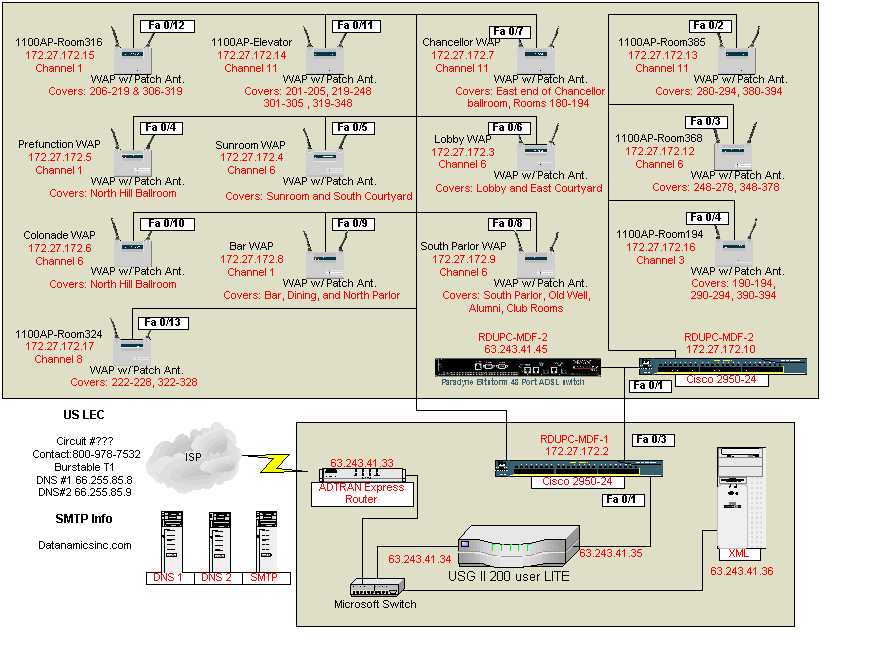 Fa 0/12
1100AP-Room316
172.27.172.15
Channel 1
WAP w/ Patch Ant.
Covers: 206-219 & 306-319
Fa 0/11
1100AP-Elevator
172.27.172.14
Channel 11
WAP w/ Patch Ant.
Covers: 201-205, 219-248
301-305 , 319-348
Fa 0/7
Chancellor WAP
172.27.172.7
Channel 11
WAP w/ Patch Ant.
Covers: East end of Chancellor
ballroom, Rooms 180-194
Fa 0/2
1100AP-Room385
172.27.172.13
Channel 11
WAP w/ Patch Ant.
Covers: 280-294, 380-394
Fa 0/4
Prefunction WAP
172.27.172.5
Channel 1
WAP w/ Patch Ant.
Covers: North Hill Ballroom
Fa 0/5
Sunroom WAP
172.27.172.4
Channel 6
WAP w/ Patch Ant.
Covers: Sunroom and South Courtyard
Fa 0/6
Lobby WAP
172.27.172.3
Channel 6
WAP w/ Patch Ant.
Covers: Lobby and East Courtyard
Fa 0/3
1100AP-Room368
172.27.172.12
Channel 6
WAP w/ Patch Ant.
Covers: 248-278, 348-378
Fa 0/10
Colonade WAP
172.27.172.6
Channel 6
WAP w/ Patch Ant.
Covers: North Hill Ballroom
Fa 0/9
Bar WAP
172.27.172.8
Channel 1
WAP w/ Patch Ant.
Covers: Bar, Dining, and North Parlor
Fa 0/8
South Parlor WAP
172.27.172.9
Channel 6
WAP w/ Patch Ant.
Covers: South Parlor, Old Well,
Alumni, Club Rooms
Fa 0/4
1100AP-Room194
172.27.172.16
Channel 3
WAP w/ Patch Ant.
Covers: 190-194,
290-294, 390-394
Fa 0/13
1100AP-Room324
172.27.172.17
Channel 8
WAP w/ Patch Ant.
Covers: 222-228, 322-328
RDUPC-MDF-2
63.243.41.45
Paradyne Bitstorm 48 Port ADSL switch
RDUPC-MDF-2
172.27.172.10
Cisco 2950-24
Fa 0/1
US LEC
Circuit #???
Contact:800-978-7532
Burstable T1
DNS #1 66.255.85.8
DNS#2 66.255.85.9
SMTP Info
Datanamicsinc.com
ISP
DNS 1
DNS 2
SMTP
63.243.41.33
ADTRAN Express
Router
RDUPC-MDF-1
172.27.172.2
Fa 0/3
Cisco 2950-24
Fa 0/1
63.243.41.34
63.243.41.35
USG II 200 user LITE
Microsoft Switch
XML
63.243.41.36